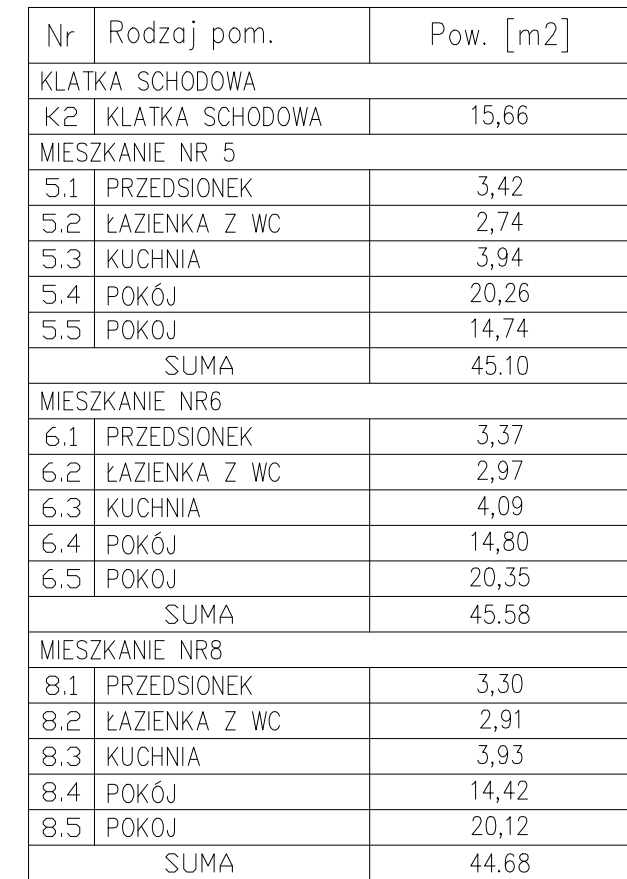 Nr Rodzaj pom. Pow. [m2]
KLATKA SCHODOWA
K2 KLATKA SCHODOWA 15,66
MIESZKANIE NR 5
5.1 PRZEDSIONEK 3,42
5.2 ŁAZIENKA Z WC 2,74
5.3 KUCHNIA 3,94
5.4 POKÓJ 20,26
5.5 POKOJ 14,74
SUMA 45.10
MIESZKANIE NR6
6.1 PRZEDSIONEK 3,37
6.2 ŁAZIENKA Z WC 2,97
6.3 KUCHNIA 4,09
6.4 POKÓJ 14,80
6.5 POKOJ 20,35
SUMA 45.58
MIESZKANIE NR8
8.1 PRZEDSIONEK 3,30
8.2 ŁAZIENKA Z WC 2,91
8.3 KUCHNIA 3,93
8.4 POKÓJ 14,42
8.5 POKOJ 20,12
SUMA 44.68